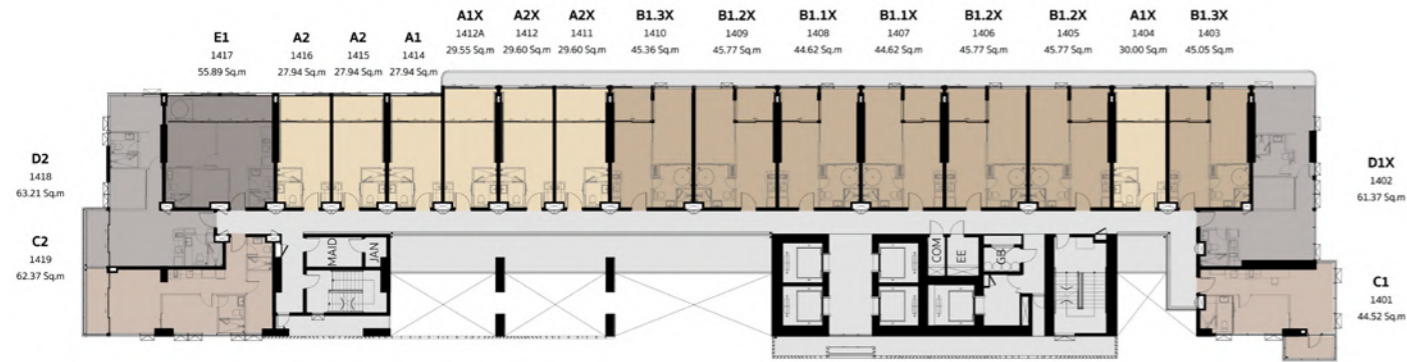 E1
1417
55.89 Sq.m
A2
1416
27.94 Sq.m
A2
1415
27.94 Sq.m
A1
1414
27.94 Sq.m
A1X
1412A
29.55 Sq.m
A2X
1412
29.60 Sq.m
A2X
1411
29.60 Sq.m
B1.3X
1410
45.36 Sq.m
B1.2X
1409
45.77 Sq.m
B1.1X
1408
44.62 Sq.m
B1.1X
1407
44.62 Sq.m
B1.2X
1406
45.77 Sq.m
B1.2X
1405
45.77 Sq.m
A1X
1404
30.00 Sq.m
B1.3X
1403
45.05 Sq.m
D2
1418
63.21 Sq.m
D1X
1402
61.37 Sq.m
C2
1419
62.37 Sq.m
MAID
JAN
COM
EE
GB
C1
1401
44.52 Sq.m